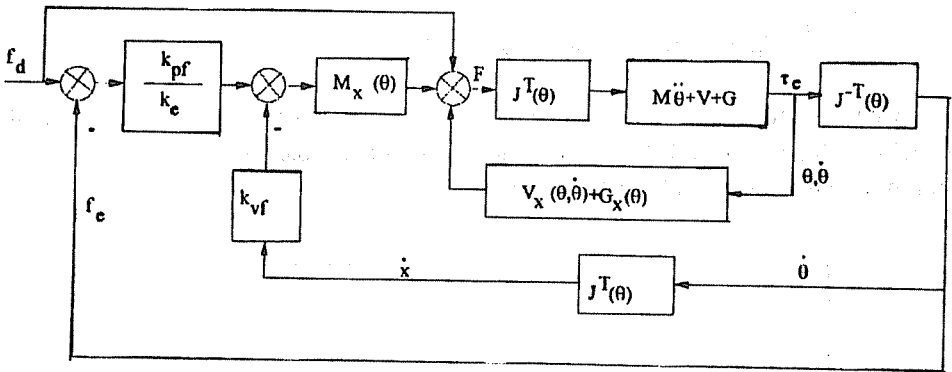 f_d
-
k_pf
k_e
-
M_x (θ)
F
J^T(θ)
Mθ̈+V+G
τ_e
J^-T(θ)
θ,θ̇
V_x (θ,θ̇)+G_x(θ)
k_vf
f_e
ẋ
J^T(θ)
θ̇